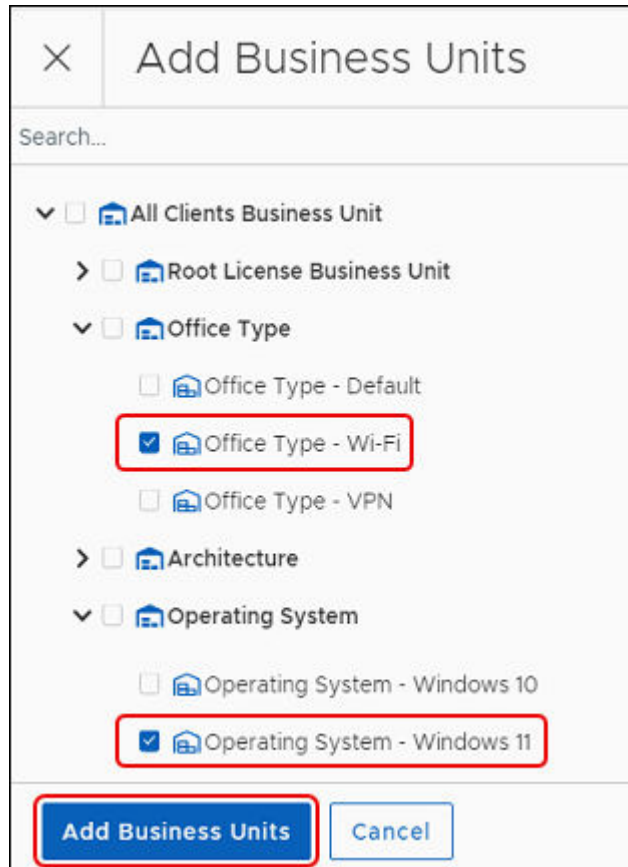 Add Business Units
Search...
All Clients Business Unit
Root License Business Unit
Office Type
Office Type - Default
Office Type - Wi-Fi
Office Type - VPN
Architecture
Operating System
Operating System - Windows 10
Operating System - Windows 11
Add Business Units Cancel